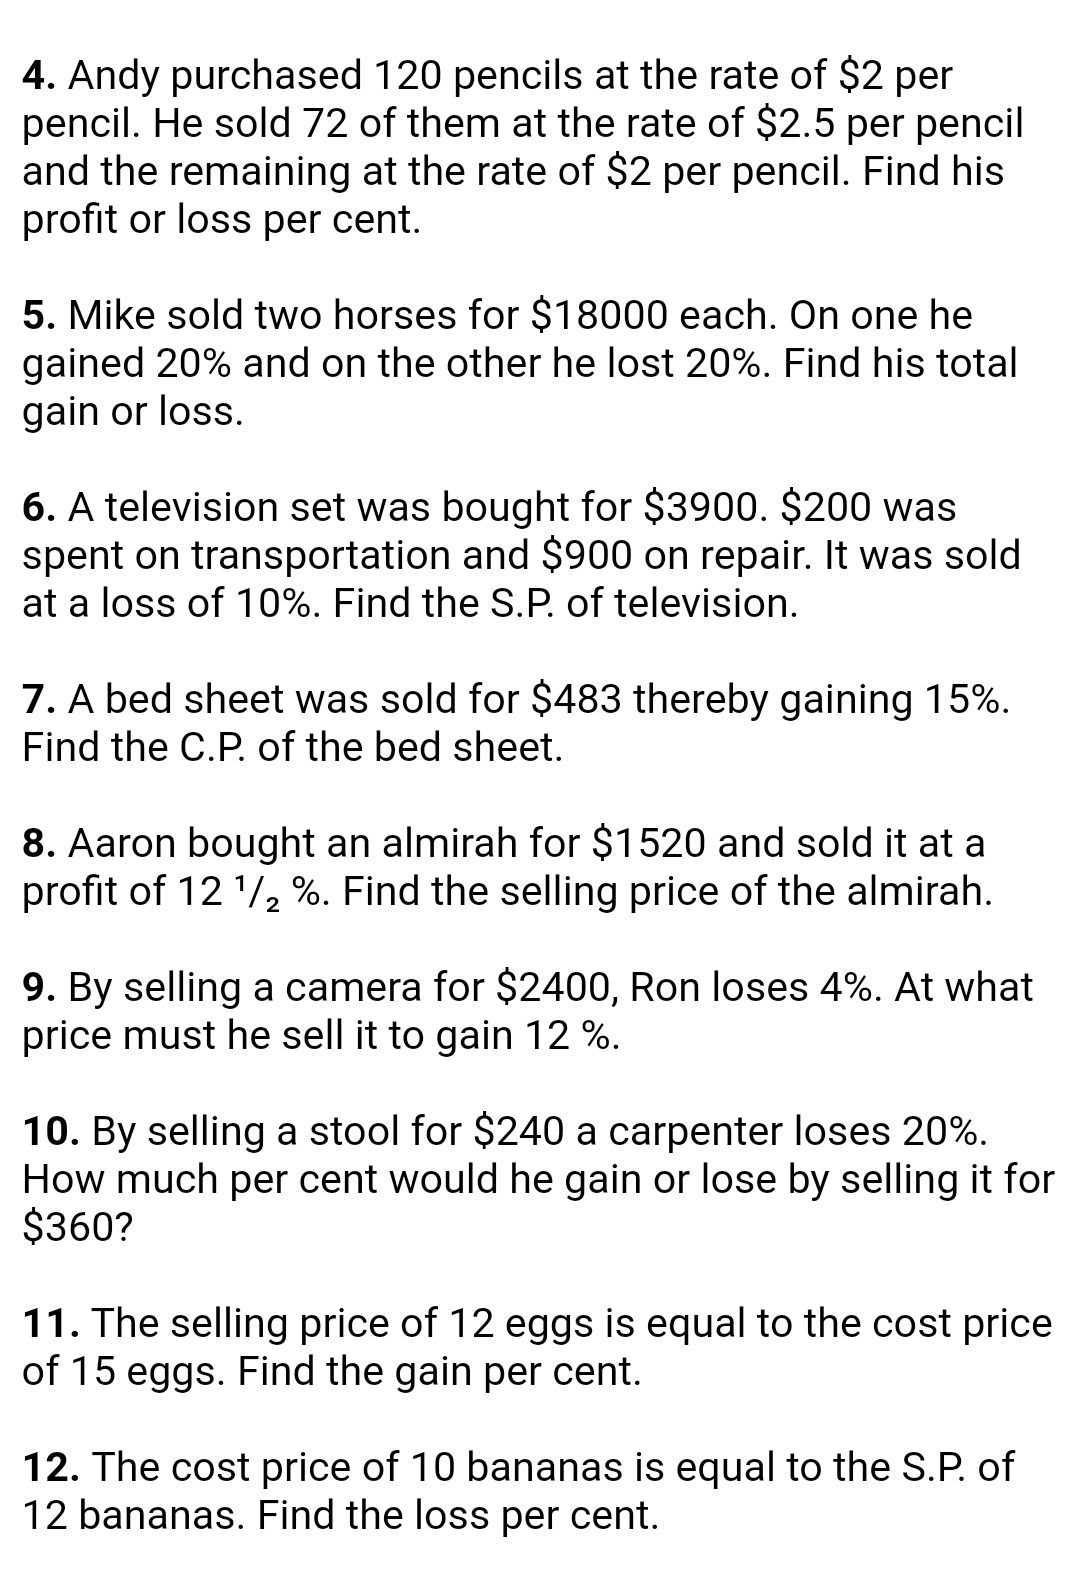 4. Andy purchased 120 pencils at the rate of $2 per
pencil. He sold 72 of them at the rate of $2.5 per pencil
and the remaining at the rate of $2 per pencil. Find his
profit or loss per cent.
5. Mike sold two horses for $18000 each. On one he
gained 20% and on the other he lost 20%. Find his total
gain or loss.
6. A television set was bought for $3900. $200 was
spent on transportation and $900 on repair. It was sold
at a loss of 10%. Find the S.P. of television.
7. A bed sheet was sold for $483 thereby gaining 15%.
Find the C.P. of the bed sheet.
8. Aaron bought an almirah for $1520 and sold it at a
profit of 12 ¹/₂ %. Find the selling price of the almirah.
9. By selling a camera for $2400, Ron loses 4%. At what
price must he sell it to gain 12 %.
10. By selling a stool for $240 a carpenter loses 20%.
How much per cent would he gain or lose by selling it for
$360?
11. The selling price of 12 eggs is equal to the cost price
of 15 eggs. Find the gain per cent.
12. The cost price of 10 bananas is equal to the S.P. of
12 bananas. Find the loss per cent.